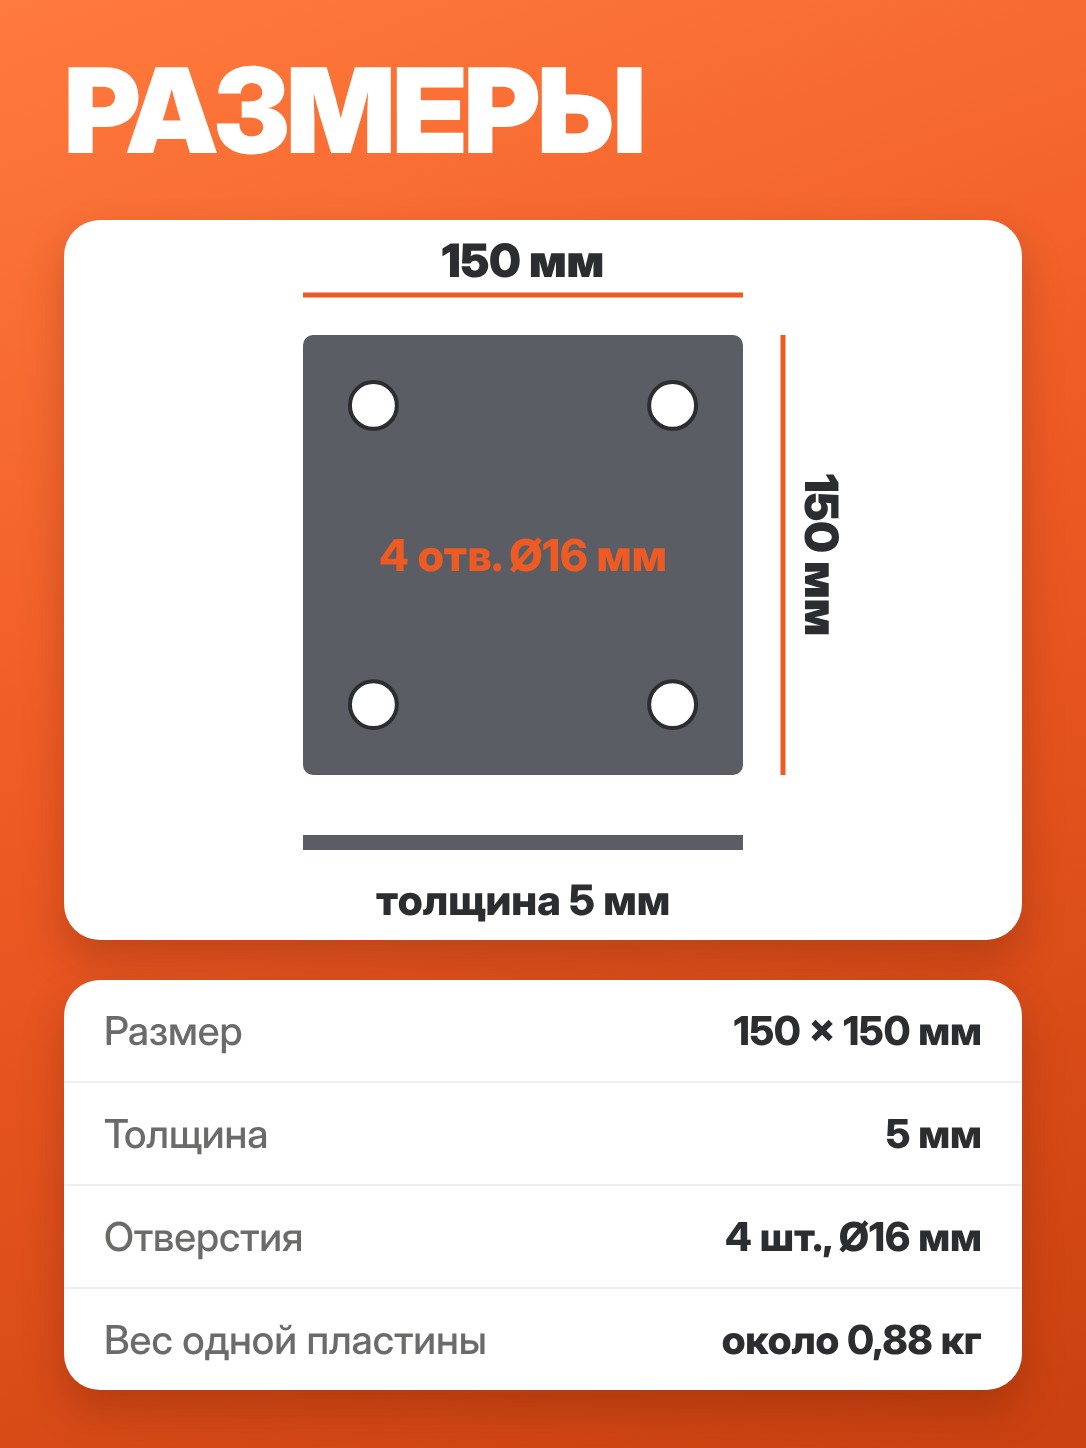 РАЗМЕРЫ
150 мм
150 мм
4 отв. Ø16 мм
толщина 5 мм
Размер 150 × 150 мм
Толщина 5 мм
Отверстия 4 шт., Ø16 мм
Вес одной пластины около 0,88 кг